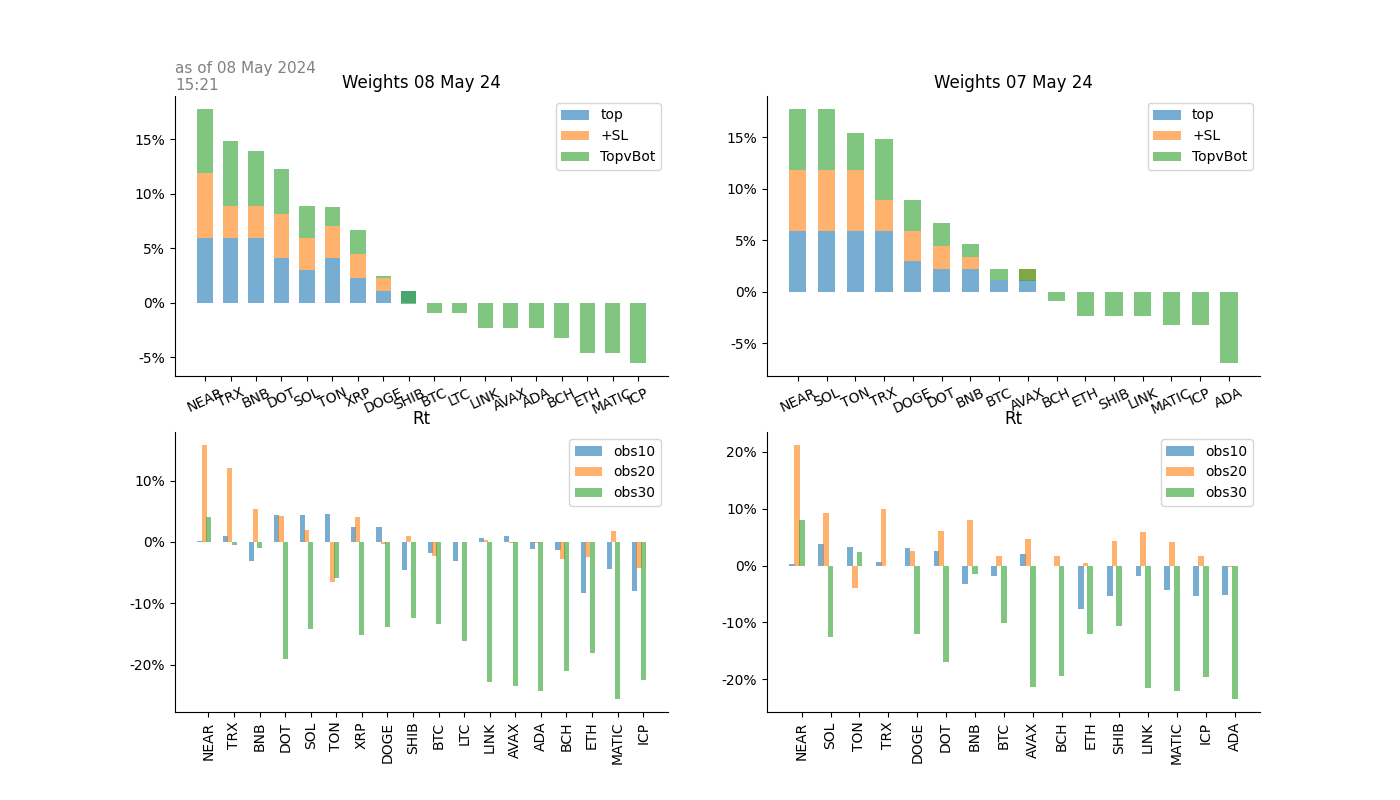 as of 08 May 2024
15:21
Weights 08 May 24
top
+SL
TopvBot
15%
10%
5%
0%
-5%
NEAR TRX BNB DOT SOL TON XRP DOGE SHIB BTC LTC LINK AVAX ADA BCH ETH MATIC ICP
Weights 07 May 24
top
+SL
TopvBot
15%
10%
5%
0%
-5%
NEAR SOL TON TRX DOGE DOT BNB BTC AVAX BCH ETH SHIB LINK MATIC ICP ADA
Rt
obs10
obs20
obs30
10%
0%
-10%
-20%
NEAR TRX BNB DOT SOL TON XRP DOGE SHIB BTC LTC LINK AVAX ADA BCH ETH MATIC ICP
Rt
obs10
obs20
obs30
20%
10%
0%
-10%
-20%
NEAR SOL TON TRX DOGE DOT BNB BTC AVAX BCH ETH SHIB LINK MATIC ICP ADA